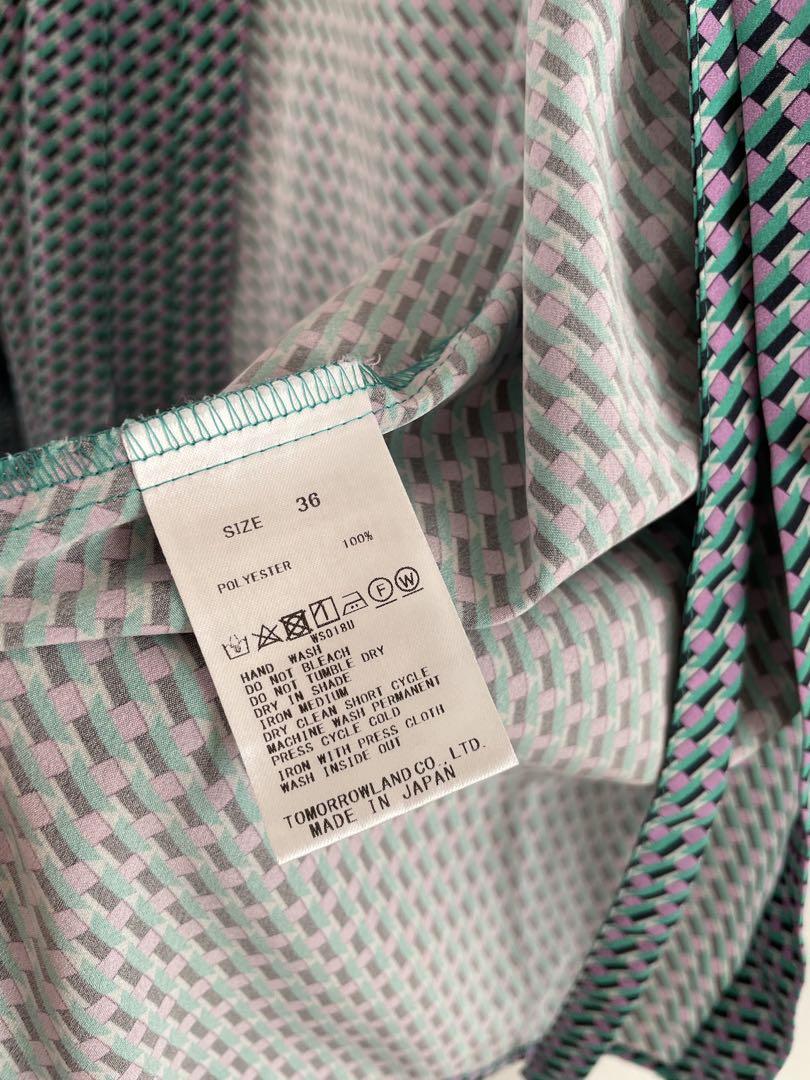 SIZE 36
POLYESTER 100%
F W
WS018U
HAND WASH
DO NOT BLEACH
DO NOT TUMBLE DRY
DRY IN SHADE
IRON MEDIUM
DRY CLEAN SHORT CYCLE
MACHINE WASH PERMANENT
PRESS CYCLE COLD
IRON WITH PRESS CLOTH
WASH INSIDE OUT
TOMORROWLAND CO., LTD.
MADE IN JAPAN